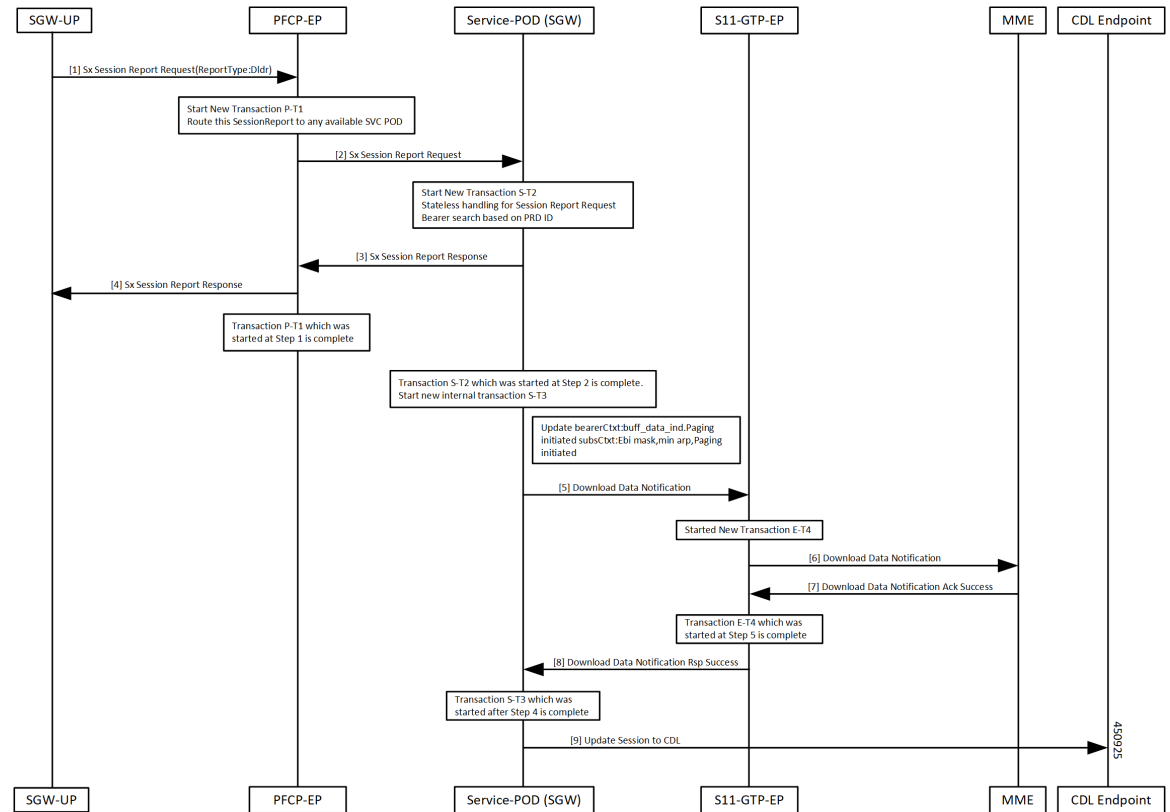 SGW-UP
PFCP-EP
Service-POD (SGW)
S11-GTP-EP
MME
CDL Endpoint
[1] Sx Session Report Request(ReportType:Dldr)
Start New Transaction P-T1
Route this SessionReport to any available SVC POD
[2] Sx Session Report Request
Start New Transaction S-T2
Stateless handling for Session Report Request
Bearer search based on PRD ID
[3] Sx Session Report Response
[4] Sx Session Report Response
Transaction P-T1 which was
started at Step 1 is complete
Transaction S-T2 which was started at Step 2 is complete.
Start new internal transaction S-T3
Update bearerCtxt:buff_data_ind.Paging
initiated subsCtxt:Ebi mask,min arp,Paging
initiated
[5] Download Data Notification
Started New Transaction E-T4
[6] Download Data Notification
[7] Download Data Notification Ack Success
Transaction E-T4 which was
started at Step 5 is complete
[8] Download Data Notification Rsp Success
Transaction S-T3 which was
started after Step 4 is complete
[9] Update Session to CDL
450925
SGW-UP
PFCP-EP
Service-POD (SGW)
S11-GTP-EP
MME
CDL Endpoint